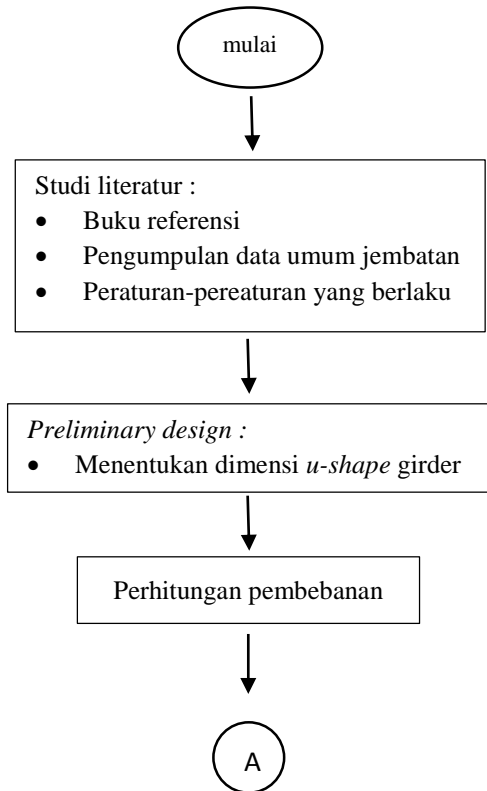 mulai
Studi literatur :
• Buku referensi
• Pengumpulan data umum jembatan
• Peraturan-pereaturan yang berlaku
Preliminary design :
• Menentukan dimensi u-shape girder
Perhitungan pembebanan
A